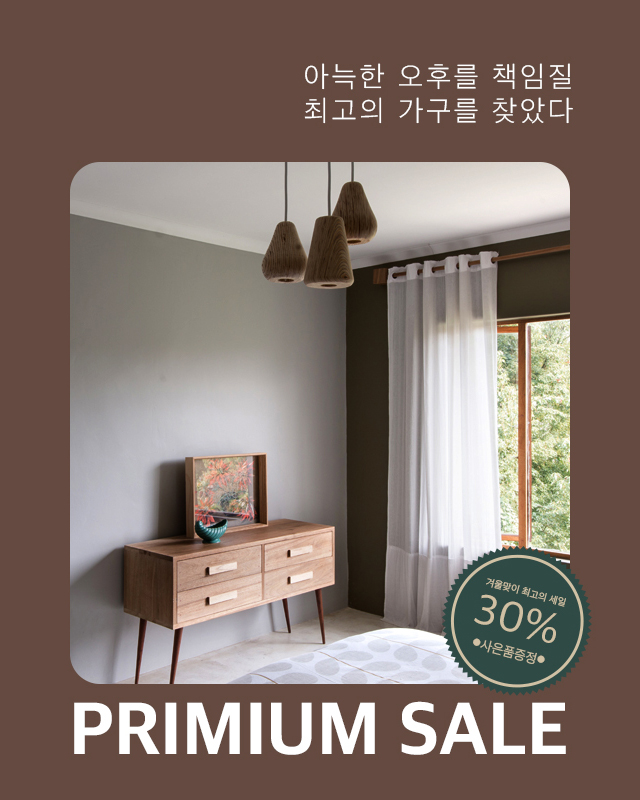 아늑한 오후를 책임질
최고의 가구를 찾았다
겨울맞이 최고의 세일
30%
●사은품증정●
PRIMIUM SALE